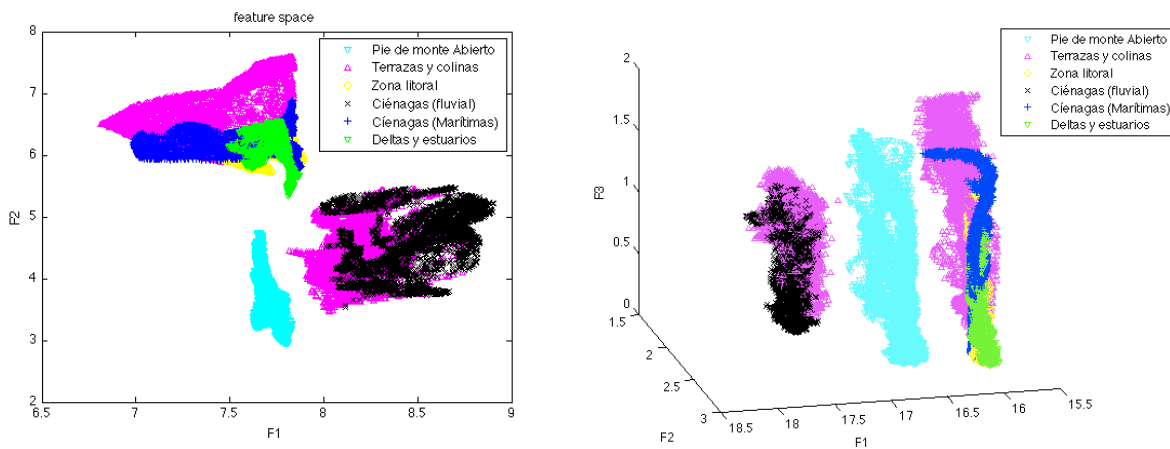 feature space
8
7
6
5
4
3
2
6.5
7
7.5
8
8.5
9
F2
F1
Pie de monte Abierto
Terrazas y colinas
Zona litoral
Ciénagas (fluvial)
Cíenagas (Marítimas)
Deltas y estuarios
2
1.5
1
0.5
0
F3
1.5
2
2.5
3
F2
18.5
18
17.5
17
16.5
16
15.5
F1
Pie de monte Abierto
Terrazas y colinas
Zona litoral
Ciénagas (fluvial)
Cíenagas (Marítimas)
Deltas y estuarios